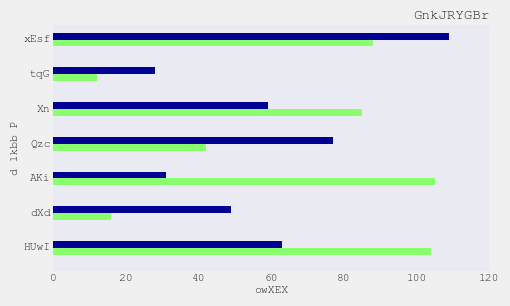 GnkJRYGBr
xEsf
tqG
Xn
Qzc
AKi
dXd
HUwI
d lkbb P
0 20 40 60 80 100 120
owXEX